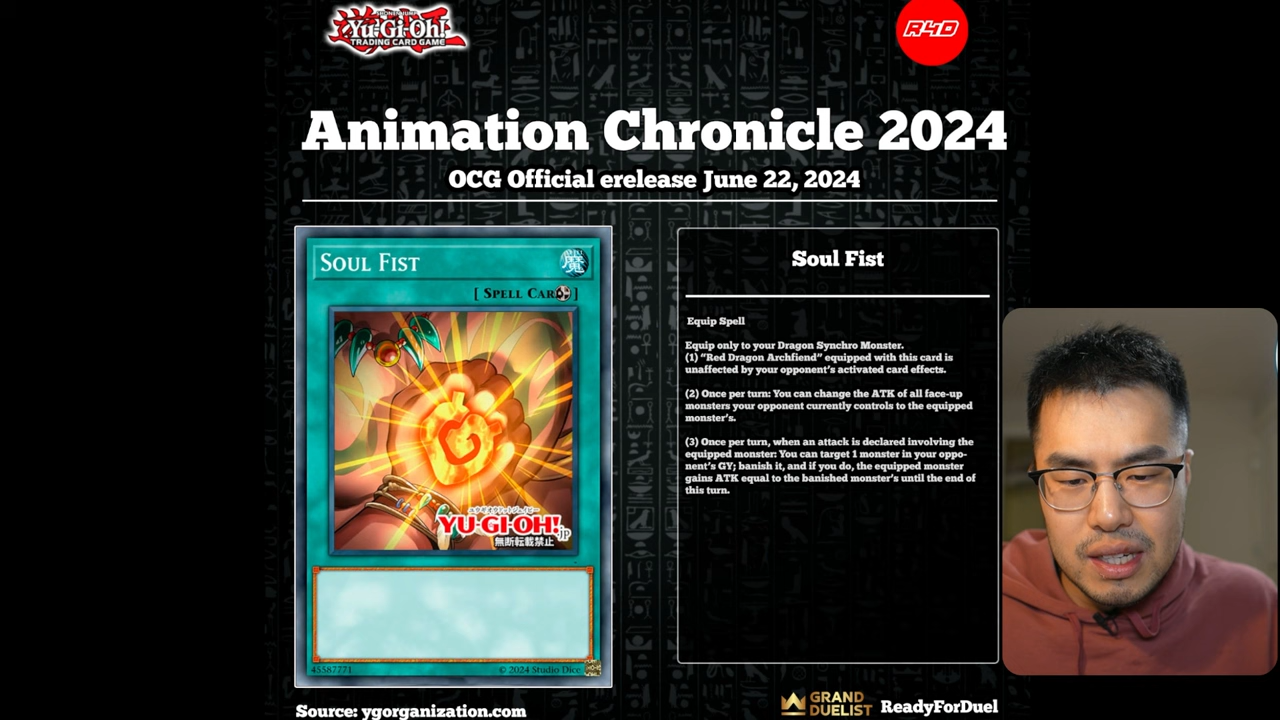 SHONEN JUMP
Yu-Gi-Oh!
TRADING CARD GAME
R4D
Animation Chronicle 2024
OCG Official erelease June 22, 2024
SOUL FIST
魔
[ SPELL CARD ]
YU-GI-OH!.jp
無断転載禁止
45587771
© 2024 Studio Dice
Soul Fist
Equip Spell
Equip only to your Dragon Synchro Monster.
(1) “Red Dragon Archfiend” equipped with this card is
unaffected by your opponent’s activated card effects.
(2) Once per turn: You can change the ATK of all face-up
monsters your opponent currently controls to the equipped
monster’s.
(3) Once per turn, when an attack is declared involving the
equipped monster: You can target 1 monster in your oppo-
nent’s GY; banish it, and if you do, the equipped monster
gains ATK equal to the banished monster’s until the end of
this turn.
Source: ygorganization.com
GRAND
DUELIST
ReadyForDuel